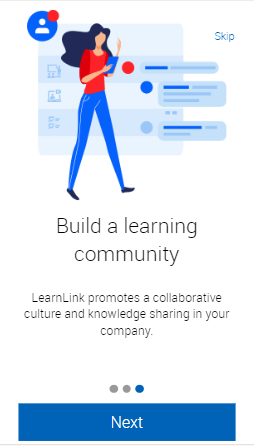 Skip
Build a learning
community
LearnLink promotes a collaborative
culture and knowledge sharing in your
company.
Next